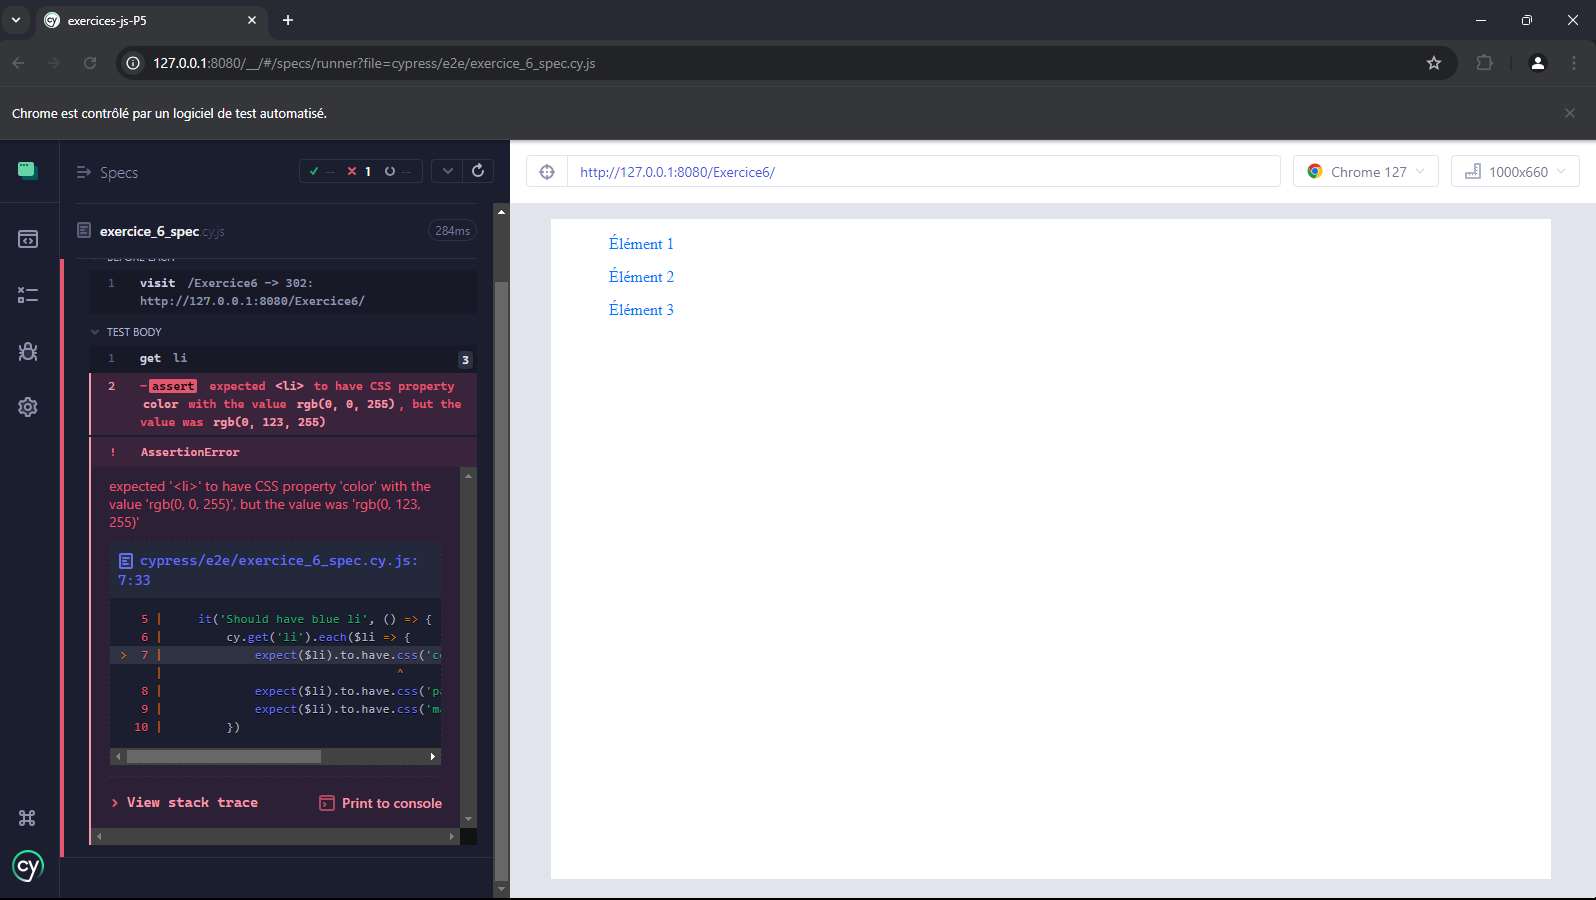 exercices-js-P5
127.0.0.1:8080/__/#/specs/runner?file=cypress/e2e/exercice_6_spec.cy.js
Chrome est contrôlé par un logiciel de test automatisé.
Specs
-- 1 --
exercice_6_spec.cy.js
284ms
BEFORE EACH
1 visit /Exercice6 -> 302:
http://127.0.0.1:8080/Exercice6/
TEST BODY
1 get li 3
2 -assert expected <li> to have CSS property
color with the value rgb(0, 0, 255), but the
value was rgb(0, 123, 255)
! AssertionError
expected '<li>' to have CSS property 'color' with the
value 'rgb(0, 0, 255)', but the value was 'rgb(0, 123,
255)'
cypress/e2e/exercice_6_spec.cy.js:
7:33
5 | it('Should have blue li', () => {
6 | cy.get('li').each($li => {
> 7 | expect($li).to.have.css('co
| ^
8 | expect($li).to.have.css('pa
9 | expect($li).to.have.css('ma
10 | })
> View stack trace
Print to console
cy
http://127.0.0.1:8080/Exercice6/
Chrome 127
1000x660
Élément 1
Élément 2
Élément 3